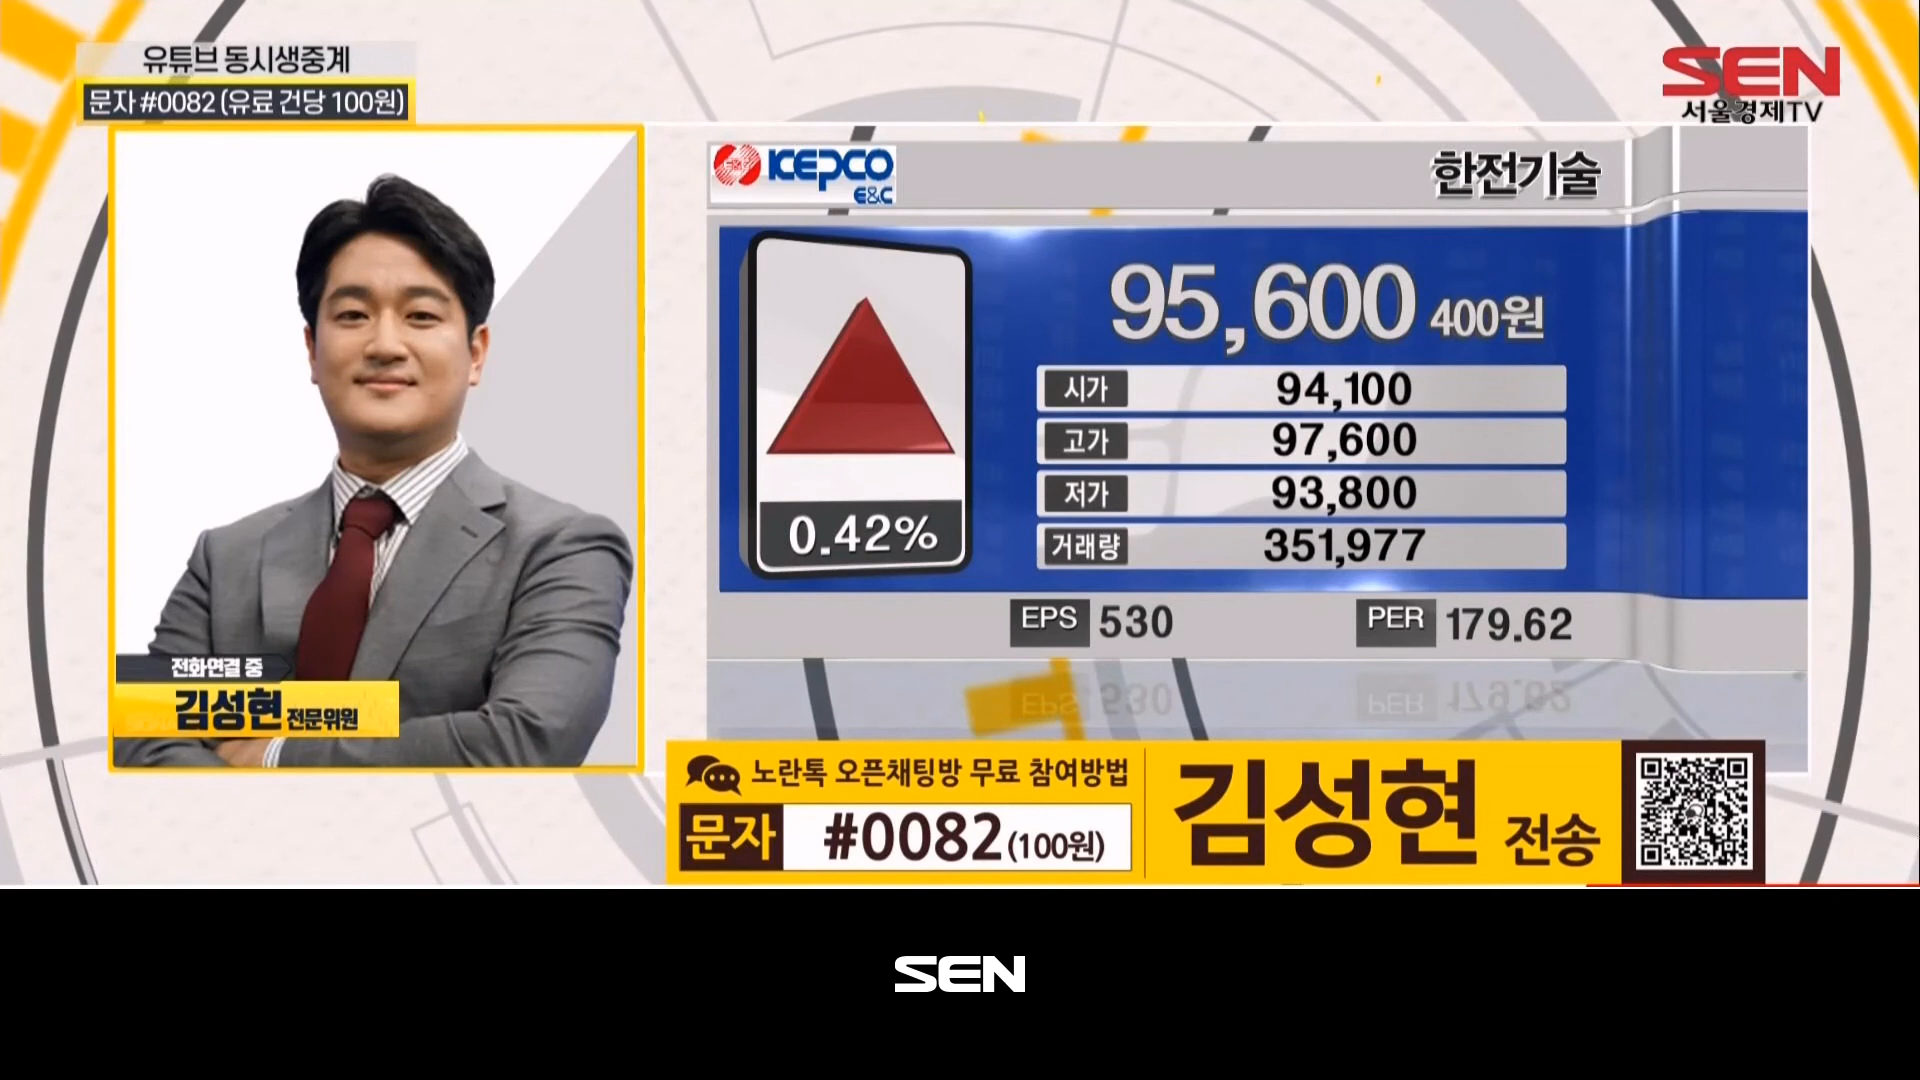 유튜브 동시생중계
문자 #0082 (유료 건당 100원)
SEN
서울경제TV
KEPCO
E&C
한전기술
95,600 400원
시가 94,100
고가 97,600
저가 93,800
거래량 351,977
0.42%
EPS 530
PER 179.62
전화연결 중
김성현 전문위원
노란톡 오픈채팅방 무료 참여방법
문자 #0082 (100원)
김성현 전송
SEN